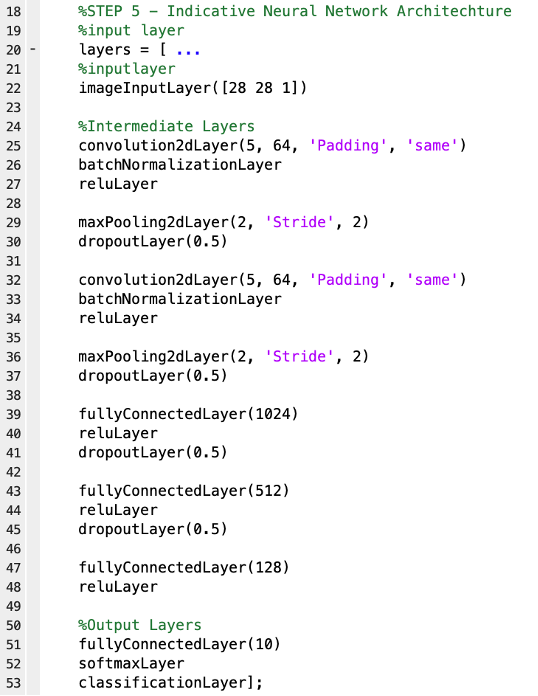 18 %STEP 5 - Indicative Neural Network Architechture
19 %input layer
20 - layers = [ ...
21 %inputlayer
22 imageInputLayer([28 28 1])
23
24 %Intermediate Layers
25 convolution2dLayer(5, 64, 'Padding', 'same')
26 batchNormalizationLayer
27 reluLayer
28
29 maxPooling2dLayer(2, 'Stride', 2)
30 dropoutLayer(0.5)
31
32 convolution2dLayer(5, 64, 'Padding', 'same')
33 batchNormalizationLayer
34 reluLayer
35
36 maxPooling2dLayer(2, 'Stride', 2)
37 dropoutLayer(0.5)
38
39 fullyConnectedLayer(1024)
40 reluLayer
41 dropoutLayer(0.5)
42
43 fullyConnectedLayer(512)
44 reluLayer
45 dropoutLayer(0.5)
46
47 fullyConnectedLayer(128)
48 reluLayer
49
50 %Output Layers
51 fullyConnectedLayer(10)
52 softmaxLayer
53 classificationLayer];